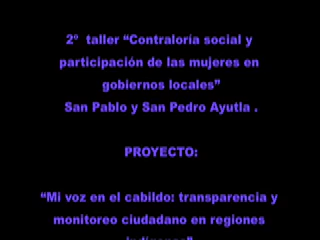 2º taller “Contraloría social y
participación de las mujeres en
gobiernos locales”
San Pablo y San Pedro Ayutla .
PROYECTO:
“Mi voz en el cabildo: transparencia y
monitoreo ciudadano en regiones